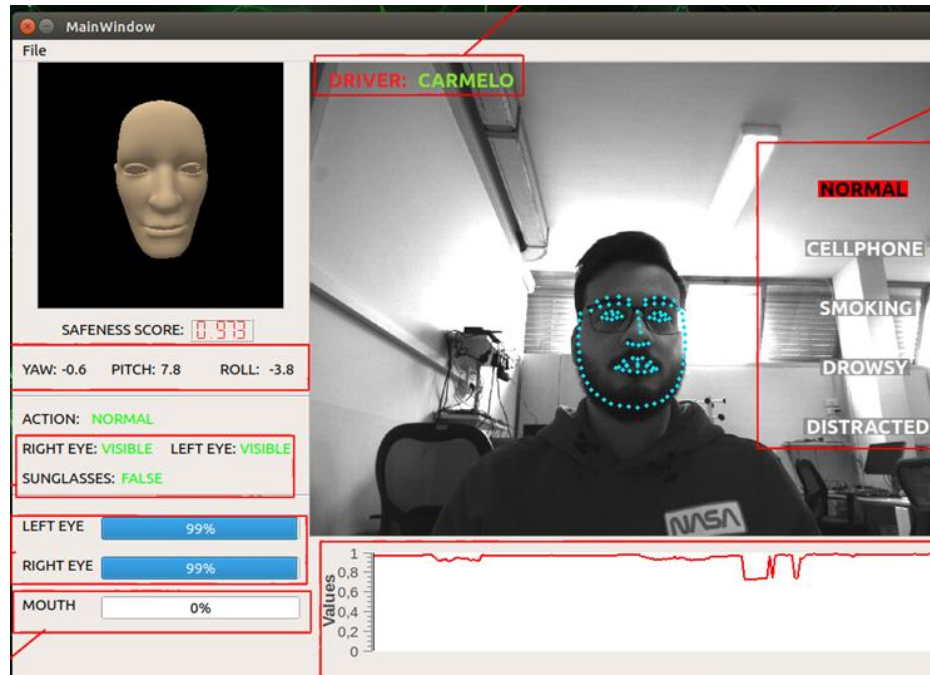 MainWindow
File
DRIVER: CARMELO
NORMAL
CELLPHONE
SMOKING
DROWSY
DISTRACTED
NASA
SAFENESS SCORE: 0.973
YAW: -0.6 PITCH: 7.8 ROLL: -3.8
ACTION: NORMAL
RIGHT EYE: VISIBLE LEFT EYE: VISIBLE
SUNGLASSES: FALSE
LEFT EYE 99%
RIGHT EYE 99%
MOUTH 0%
Values
1
0,8
0,6
0,4
0,2
0